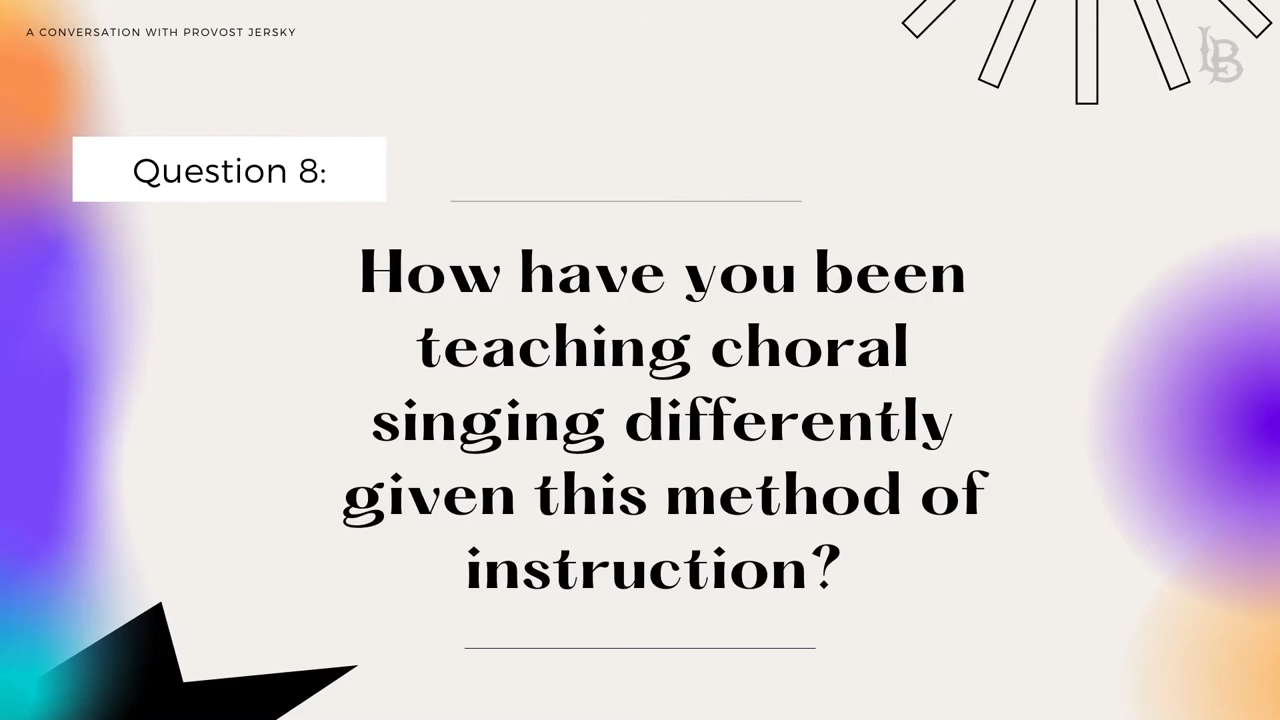 A CONVERSATION WITH PROVOST JERSKY
LB
Question 8:
How have you been
teaching choral
singing differently
given this method of
instruction?